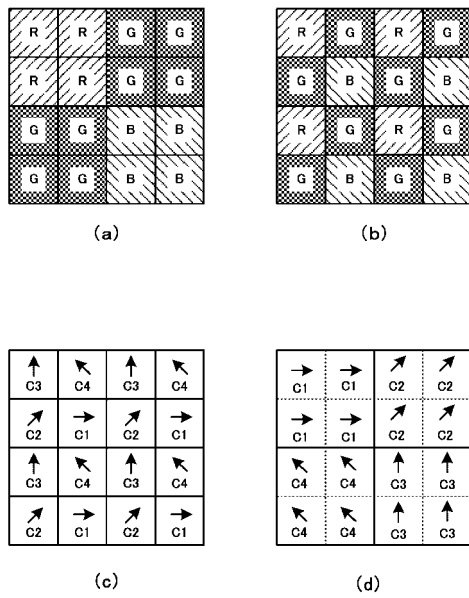 R R G G
R R G G
G G B B
G G B B
(a)
R G R G
G B G B
R G R G
G B G B
(b)
C3 C4 C3 C4
C2 C1 C2 C1
C3 C4 C3 C4
C2 C1 C2 C1
(c)
C1 C1 C2 C2
C1 C1 C2 C2
C4 C4 C3 C3
C4 C4 C3 C3
(d)